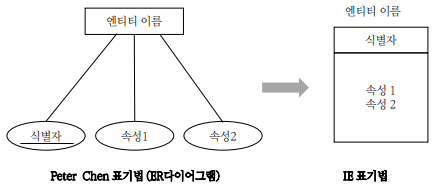 엔티티 이름
식별자
속성1
속성2
Peter Chen 표기법 (ER다이어그램)
엔티티 이름
식별자
속성 1
속성 2
IE 표기법